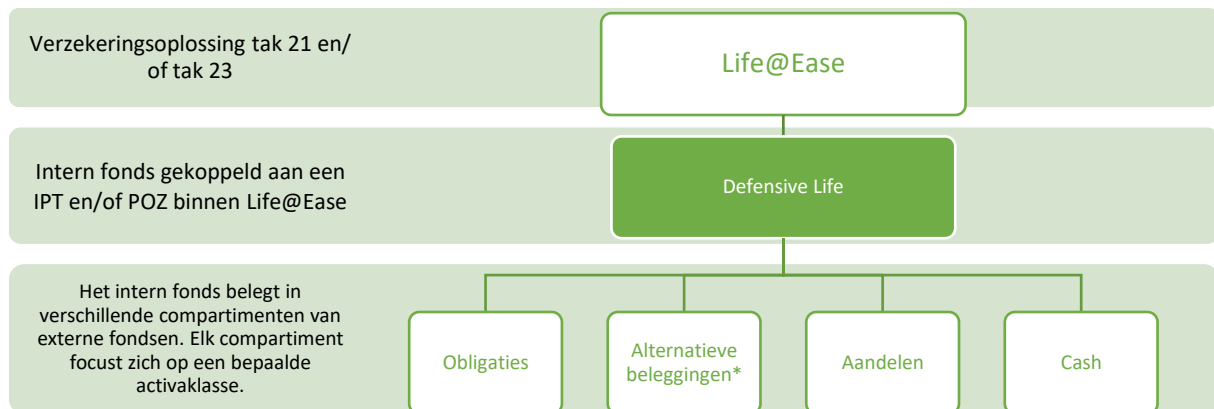 Verzekeringsoplossing tak 21 en/
of tak 23
Life@Ease
Intern fonds gekoppeld aan een
IPT en/of POZ binnen Life@Ease
Defensive Life
Het intern fonds belegt in
verschillende compartimenten van
externe fondsen. Elk compartiment
focust zich op een bepaalde
activaklasse.
Obligaties
Alternatieve
beleggingen*
Aandelen
Cash